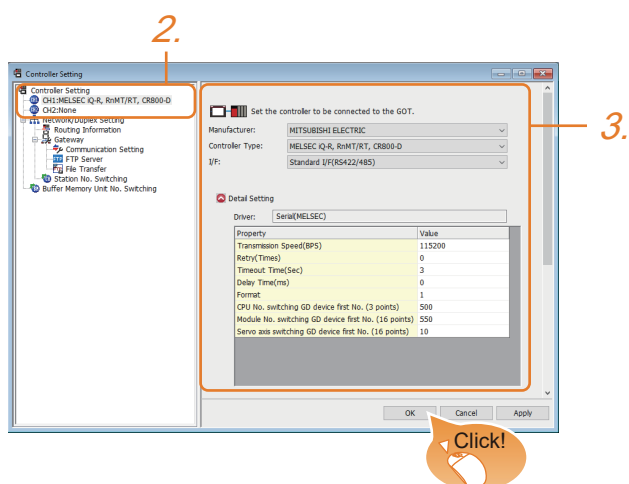 2.
Controller Setting
Controller Setting
CH1:MELSEC iQ-R, RnMT/RT, CR800-D
CH2:None
Network/Duplex Setting
Routing Information
Gateway
Communication Setting
FTP Server
File Transfer
Station No. Switching
Buffer Memory Unit No. Switching
Set the controller to be connected to the GOT.
Manufacturer: MITSUBISHI ELECTRIC
Controller Type: MELSEC iQ-R, RnMT/RT, CR800-D
I/F: Standard I/F(RS422/485)
3.
Detail Setting
Driver: Serial(MELSEC)
Property Value
Transmission Speed(BPS) 115200
Retry(Times) 0
Timeout Time(Sec) 3
Delay Time(ms) 0
Format 1
CPU No. switching GD device first No. (3 points) 500
Module No. switching GD device first No. (16 points) 550
Servo axis switching GD device first No. (16 points) 10
OK Cancel Apply
Click!